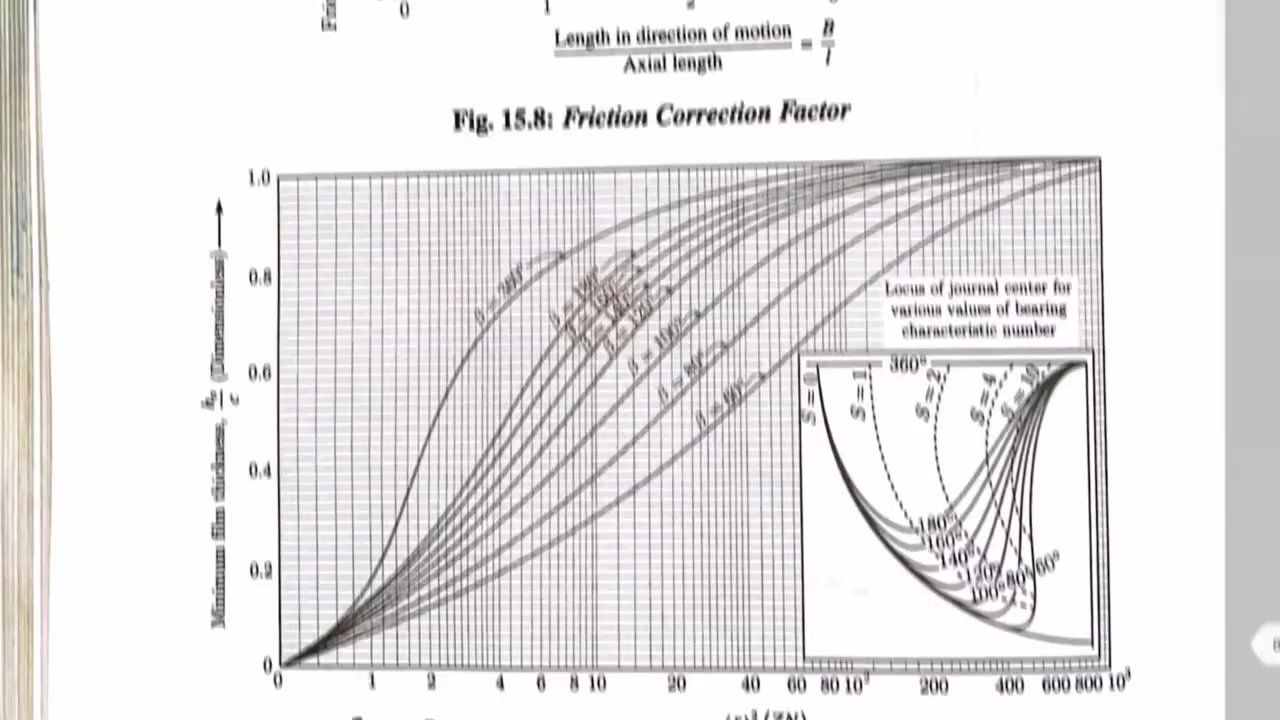 0 1 2
Length in direction of motion
Axial length
= B
l
Fig. 15.8: Friction Correction Factor
1.0
0.8
0.6
0.4
0.2
0
Minimum film thickness, h₀/c (Dimensionless)
β = 360°
β = 100°
β = 80°
β = 60°
Locus of journal center for
various values of bearing
characteristic number
360°
S = 0
S = 1
S = 2
S = 4
S = 10
180°
160°
140°
120°
100° 80° 60°
0 1 2 4 6 8 10 20 40 60 80 10² 200 400 600 800 10³